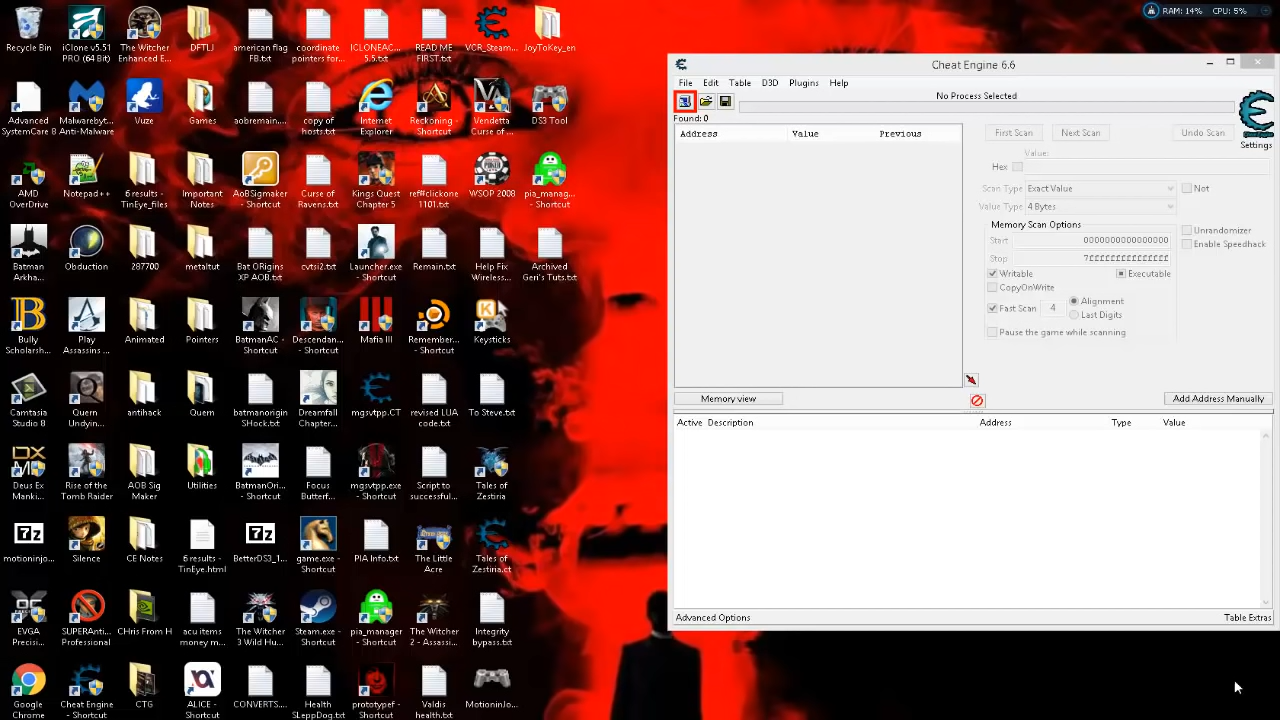 RAM: 29% CPU: 5%
Recycle Bin
iClone v5.51
PRO (64 Bit)
The Witcher
Enhanced E...
DFTLJ
american flag
FB.txt
coordinate
pointers for...
ICLONEAC...
5.5.txt
READ ME
FIRST.txt
VCR_Steam...
JoyToKey_en
Advanced
SystemCare 8
Malwarebyt...
Anti-Malware
Vuze
Games
aobremain....
copy of
hosts.txt
Internet
Explorer
Reckoning -
Shortcut
Vendetta
Curse of ...
DS3 Tool
AMD
OverDrive
Notepad++
6 results -
TinEye_files
Important
Notes
AoBSigmaker
- Shortcut
Curse of
Ravens.txt
Kings Quest
Chapter 5
ref#clickone
1101.txt
WSOP 2008
pia_manag...
- Shortcut
Batman
Arkha...
Obduction
287700
metaltut
Bat ORigins
XP AOB.txt
cvtsi2.txt
Launcher.exe
- Shortcut
Remain.txt
Help Fix
Wireless...
Archived
Geri's Tuts.txt
Bully
Scholarsh...
Play
Assassins ...
Animated
Pointers
BatmanAC -
Shortcut
Descendan...
- Shortcut
Mafia III
Remember...
- Shortcut
Keysticks
Camtasia
Studio 8
Quern
Undyin...
antihack
Quern
batmanorigin
SHock.txt
Dreamfall
Chapter...
mgsvtpp.CT
revised LUA
code.txt
To Steve.txt
Deus Ex
Manki...
Rise of the
Tomb Raider
AOB Sig
Maker
Utilities
BatmanOri...
- Shortcut
Focus
Butterf...
mgsvtpp.exe
- Shortcut
Script to
successful...
Tales of
Zestiria
motioninjo...
Silence
CE Notes
6 results -
TinEye.html
BetterDS3_1...
game.exe -
Shortcut
PIA Info.txt
The Little
Acre
Tales of
Zestiria.ct
EVGA
Precisi...
SUPERAnti...
Professional
CHris From H
acu items
money m...
The Witcher
3 Wild Hu...
Steam.exe -
Shortcut
pia_manager
- Shortcut
The Witcher
2 - Assassi...
Integrity
bypass.txt
Google
Chrome
Cheat Engine
- Shortcut
CTG
ALICE -
Shortcut
CONVERTS....
Health
SLeppDog.txt
prototypef -
Shortcut
Valdis
health.txt
MotioninJo...
Cheat Engine 6.6
File Edit Table D3D Plugins Help
No Process Selected
Found: 0
Address Value Previous
First Scan Next Scan Undo Scan
Settings
Value:
Hex
Scan Type Exact Value
Value Type 4 Bytes
Memory Scan Options
Start 0000000000000000
Stop
Writable Executable
CopyOnWrite
Alignment
Last Digits
Pause the game while scanning
Unrandomizer
Enable Speedhack
Memory view
Add Address Manually
Active Description Address Type Value
Advanced Options
Table Extras